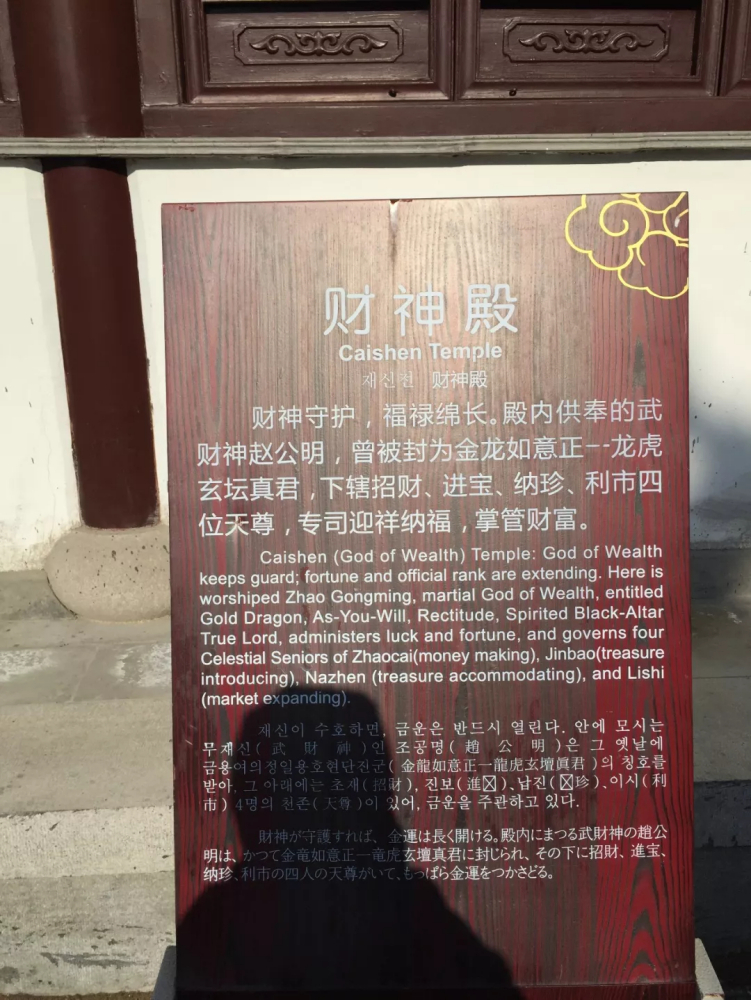 财神殿
Caishen Temple
재신전 财神殿
财神守护，福禄绵长。殿内供奉的武
财神赵公明，曾被封为金龙如意正一-龙虎
玄坛真君，下辖招财、进宝、纳珍、利市四
位天尊，专司迎祥纳福，掌管财富。
Caishen (God of Wealth) Temple: God of Wealth
keeps guard; fortune and official rank are extending. Here is
worshiped Zhao Gongming, martial God of Wealth, entitled
Gold Dragon, As-You-Will, Rectitude, Spirited Black-Altar
True Lord, administers luck and fortune, and governs four
Celestial Seniors of Zhaocai(money making), Jinbao(treasure
introducing), Nazhen (treasure accommodating), and Lishi
(market expanding).
재신이 수호하면, 금운은 반드시 열린다. 안에 모시는
무재신(武財神)인 조공명(趙公明)은 그 옛날에
금용여의정일용호현단진군(金龍如意正一龍虎玄壇眞君)의 칭호를
받아, 그 아래에는 초재(招財), 진보(進☒), 납진(☒珍), 이시(利
市) 4명의 천존(天尊)이 있어, 금운을 주관하고 있다.
財神が守護すれば、金運は長く開ける。殿内にまつる武財神の趙公
明は、かつて金竜如意正一竜虎玄壇真君に封じられ、その下に招財、進宝、
纳珍、利市の四人の天尊がいて、もっぱら金運をつかさどる。